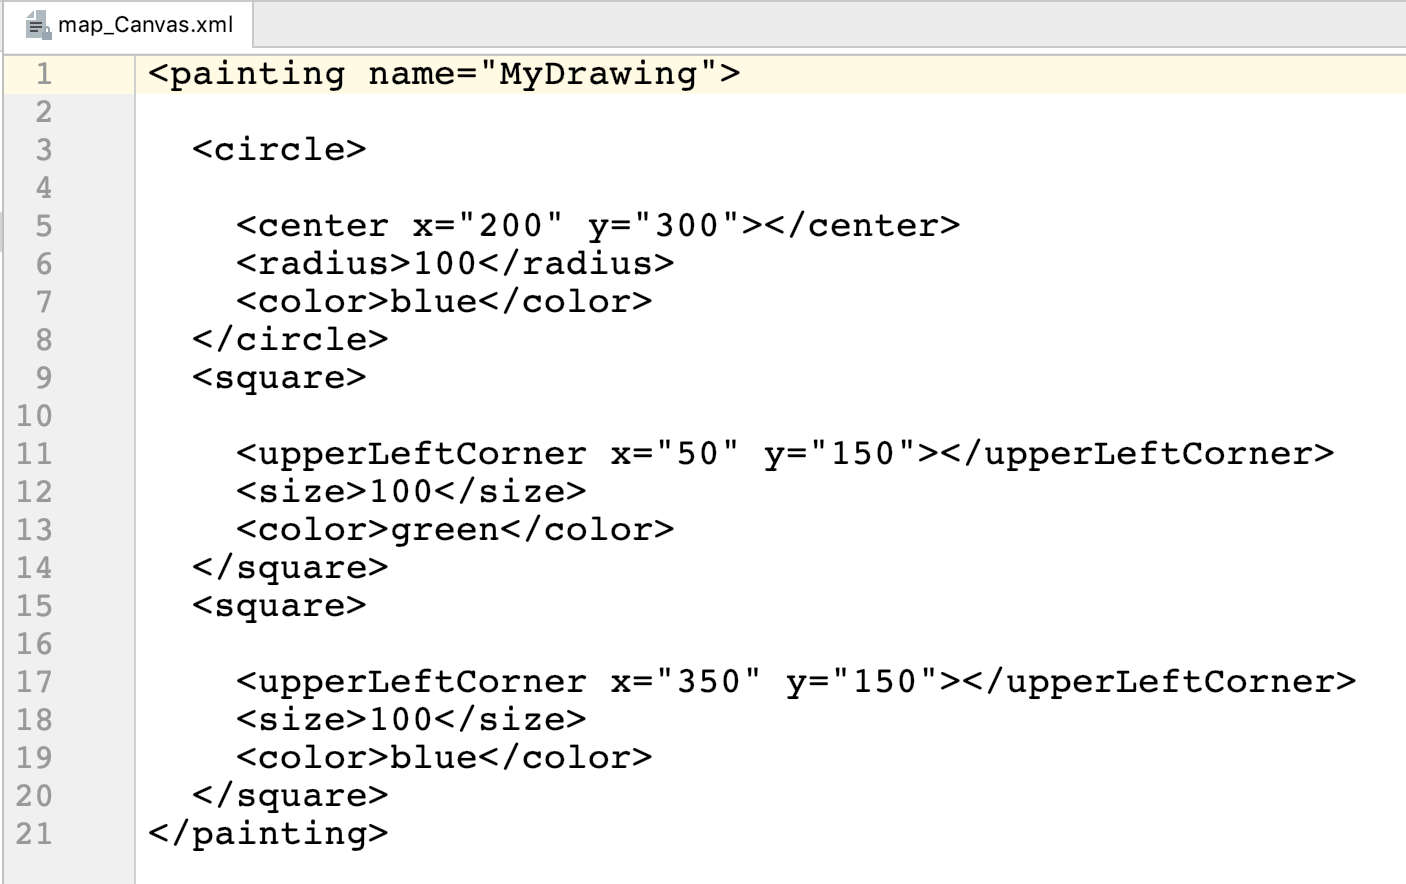 map_Canvas.xml
1 <painting name="MyDrawing">
2
3 <circle>
4
5 <center x="200" y="300"></center>
6 <radius>100</radius>
7 <color>blue</color>
8 </circle>
9 <square>
10
11 <upperLeftCorner x="50" y="150"></upperLeftCorner>
12 <size>100</size>
13 <color>green</color>
14 </square>
15 <square>
16
17 <upperLeftCorner x="350" y="150"></upperLeftCorner>
18 <size>100</size>
19 <color>blue</color>
20 </square>
21 </painting>